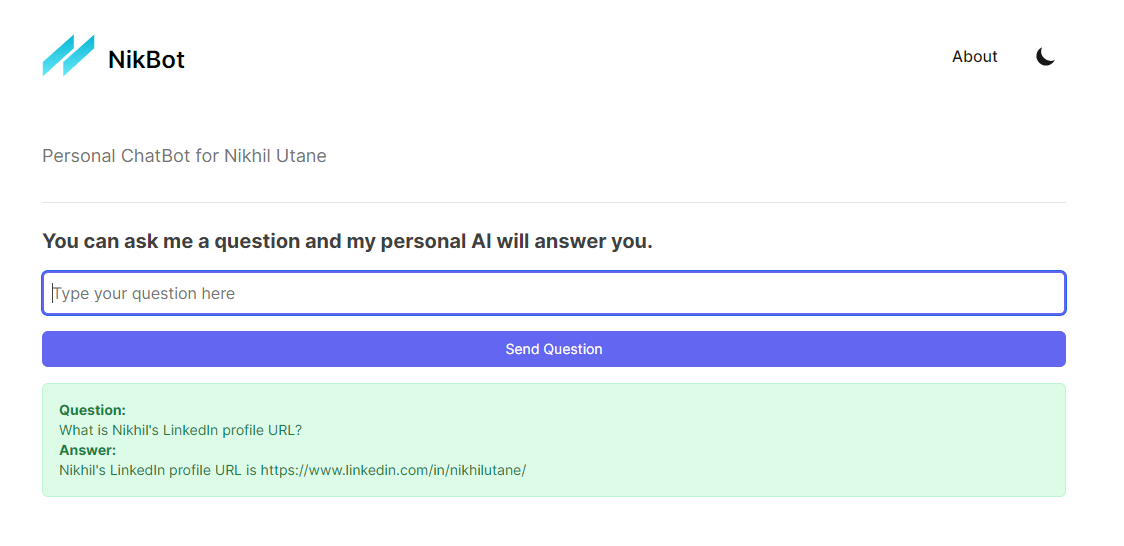 NikBot
About
Personal ChatBot for Nikhil Utane
You can ask me a question and my personal AI will answer you.
Type your question here
Send Question
Question:
What is Nikhil's LinkedIn profile URL?
Answer:
Nikhil's LinkedIn profile URL is https://www.linkedin.com/in/nikhilutane/